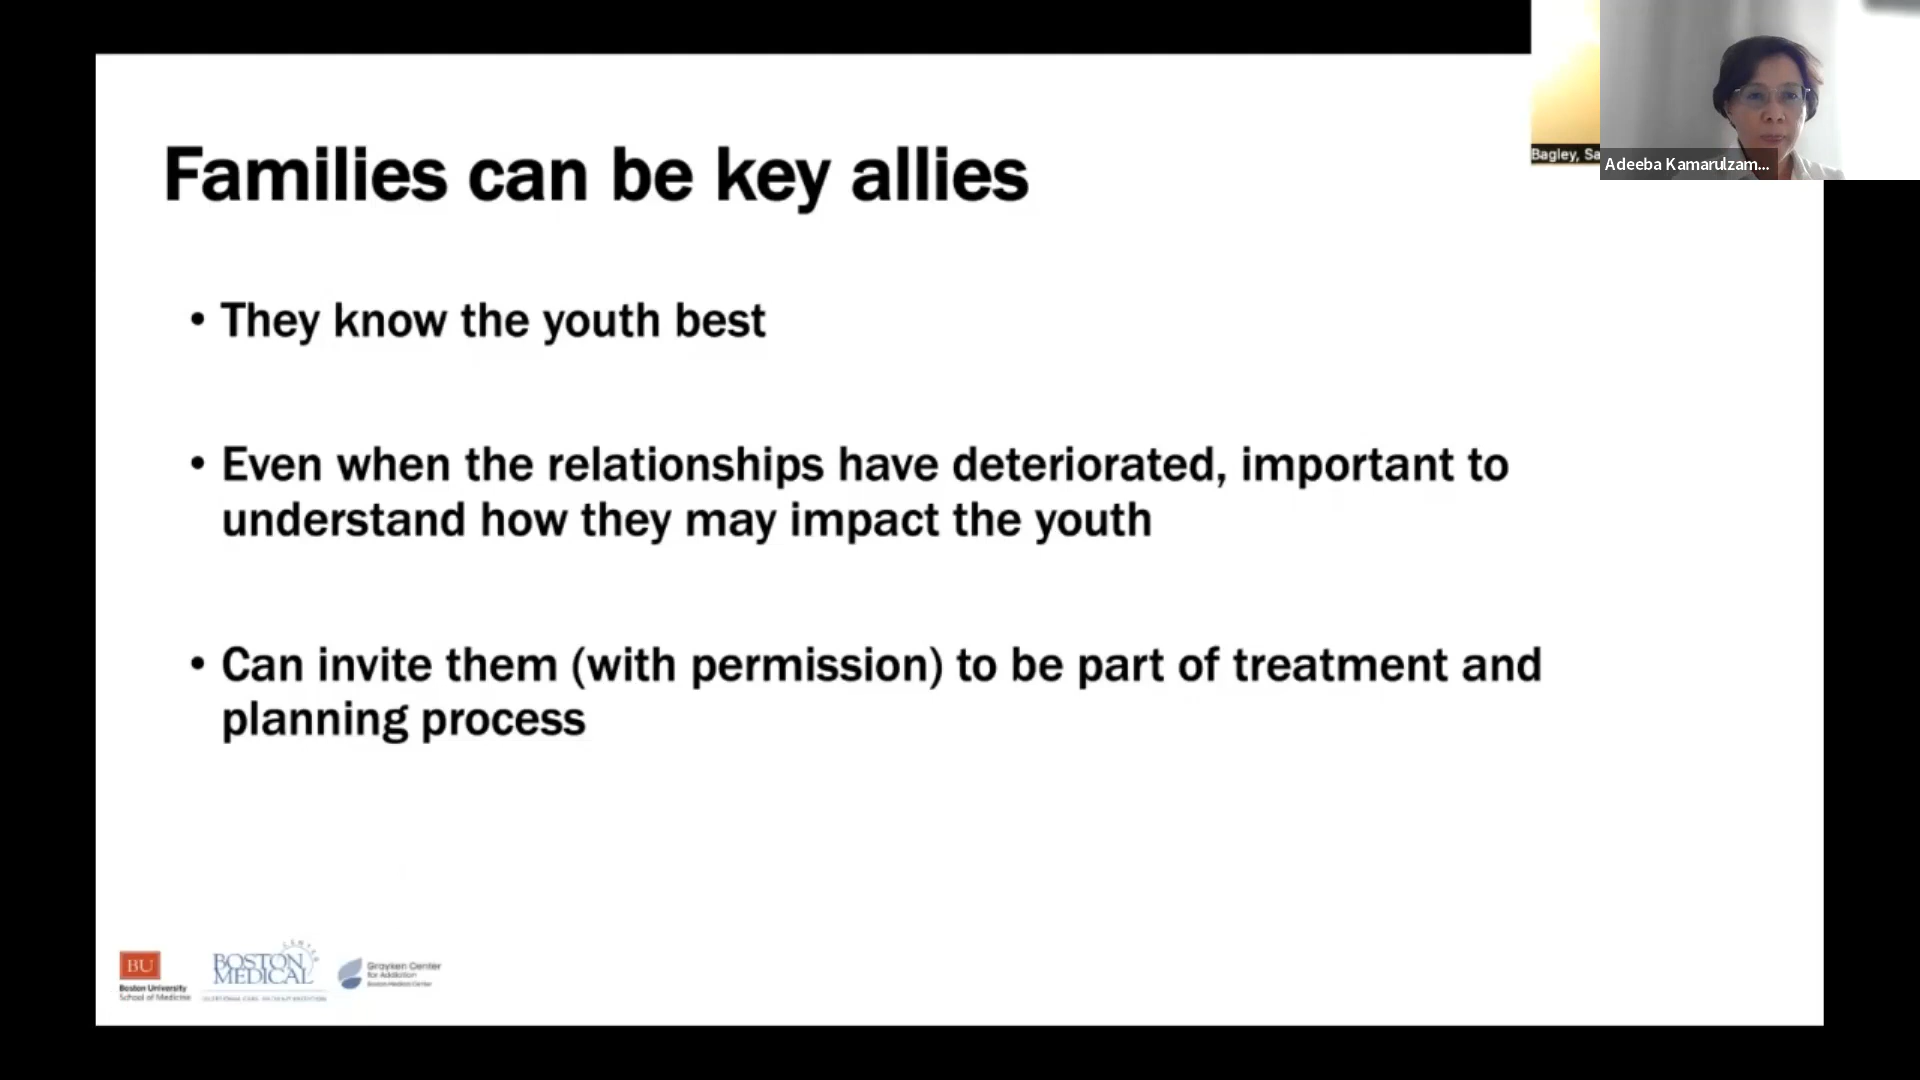 Families can be key allies
• They know the youth best
• Even when the relationships have deteriorated, important to
understand how they may impact the youth
• Can invite them (with permission) to be part of treatment and
planning process
Bagley, Sa
Adeeba Kamarulzam...
BU
Boston University
School of Medicine
BOSTON
MEDICAL
CENTER
Grayken Center
for Addiction
Boston Medical Center